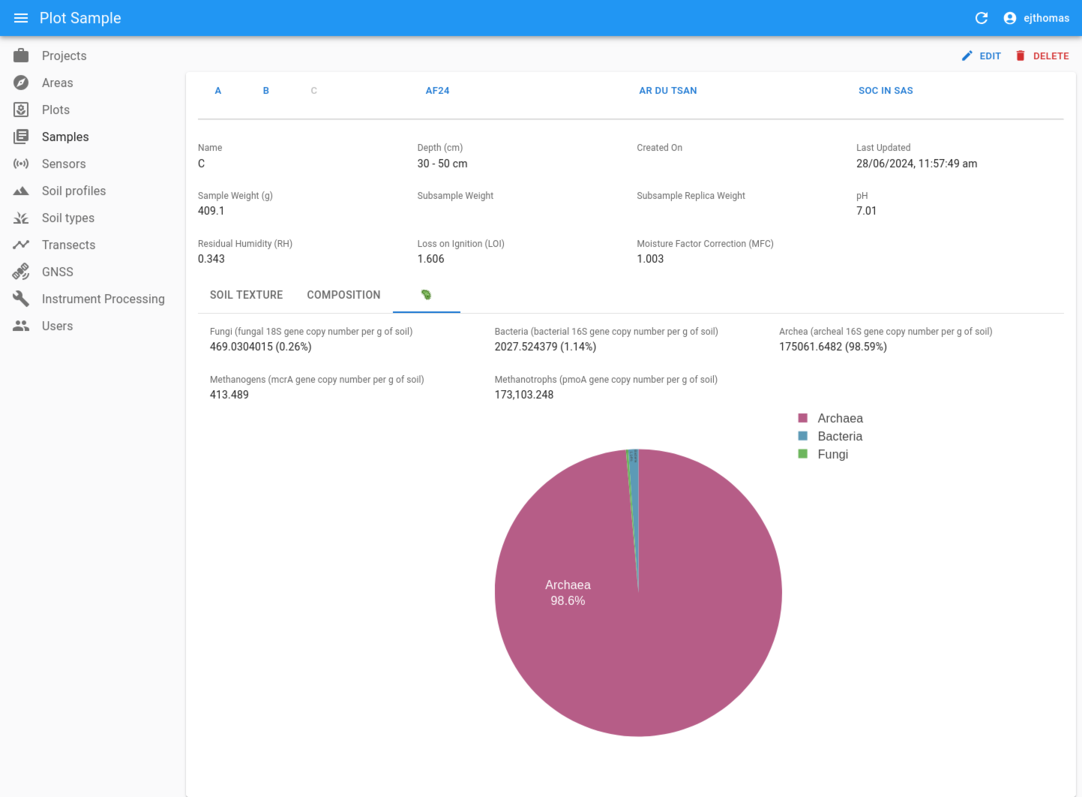 Plot Sample
ejthomas
Projects
Areas
Plots
Samples
Sensors
Soil profiles
Soil types
Transects
GNSS
Instrument Processing
Users
EDIT DELETE
A B C AF24 AR DU TSAN SOC IN SAS
Name Depth (cm) Created On Last Updated
C 30 - 50 cm 28/06/2024, 11:57:49 am
Sample Weight (g) Subsample Weight Subsample Replica Weight pH
409.1 7.01
Residual Humidity (RH) Loss on Ignition (LOI) Moisture Factor Correction (MFC)
0.343 1.606 1.003
SOIL TEXTURE COMPOSITION
Fungi (fungal 18S gene copy number per g of soil) Bacteria (bacterial 16S gene copy number per g of soil) Archea (archeal 16S gene copy number per g of soil)
469.0304015 (0.26%) 2027.524379 (1.14%) 175061.6482 (98.59%)
Methanogens (mcrA gene copy number per g of soil) Methanotrophs (pmoA gene copy number per g of soil)
413.489 173,103.248
Archaea
Bacteria
Fungi
Archaea
98.6%